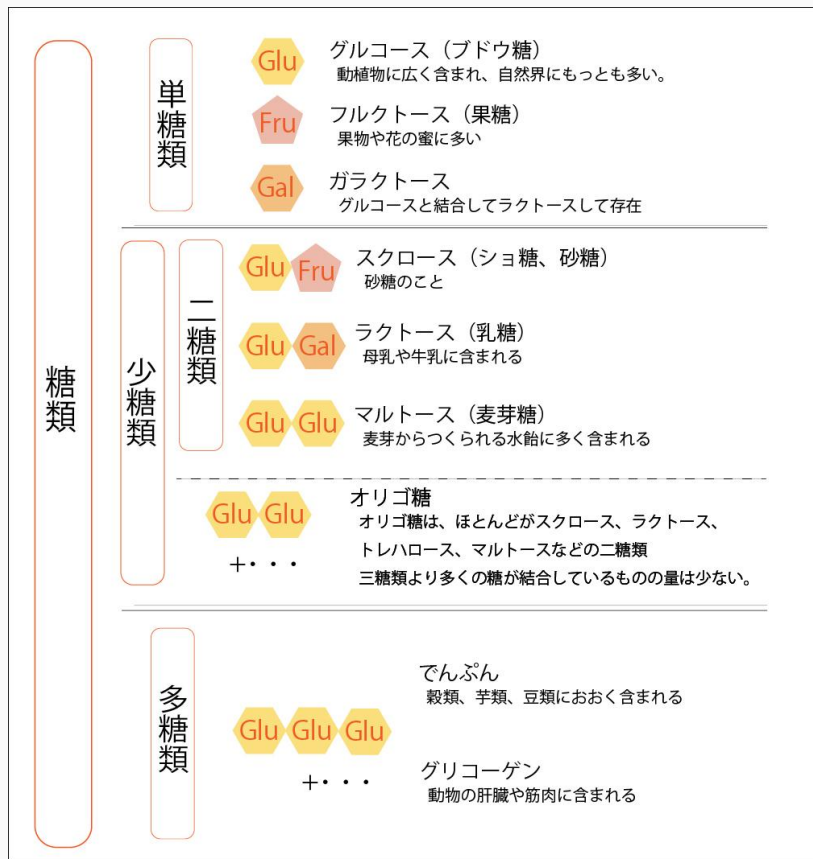 糖類
単糖類
Glu
グルコース（ブドウ糖）
動植物に広く含まれ、自然界にもっとも多い。
Fru
フルクトース（果糖）
果物や花の蜜に多い
Gal
ガラクトース
グルコースと結合してラクトースして存在
少糖類
二糖類
Glu Fru
スクロース（ショ糖、砂糖）
砂糖のこと
Glu Gal
ラクトース（乳糖）
母乳や牛乳に含まれる
Glu Glu
マルトース（麦芽糖）
麦芽からつくられる水飴に多く含まれる
Glu Glu
+・・・
オリゴ糖
オリゴ糖は、ほとんどがスクロース、ラクトース、
トレハロース、マルトースなどの二糖類
三糖類より多くの糖が結合しているものの量は少ない。
多糖類
Glu Glu Glu
+・・・
でんぷん
穀類、芋類、豆類におおく含まれる
グリコーゲン
動物の肝臓や筋肉に含まれる